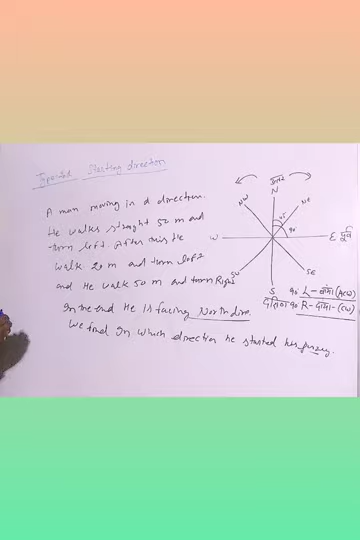 Starting direction
A man moving in a direction.
He walks straight 50 m and
turn left. After this He
walk 20 m and turn left
and He walk 50 m and turn Right
In the end He is facing North dire.
We find In which direction he started his
उत्तर
N
NW
NE
45
90°
W
E पूर्व
SW
SE
S
दक्षिण
90° L - बायां (ACW)
90° R - दायां - (CW)